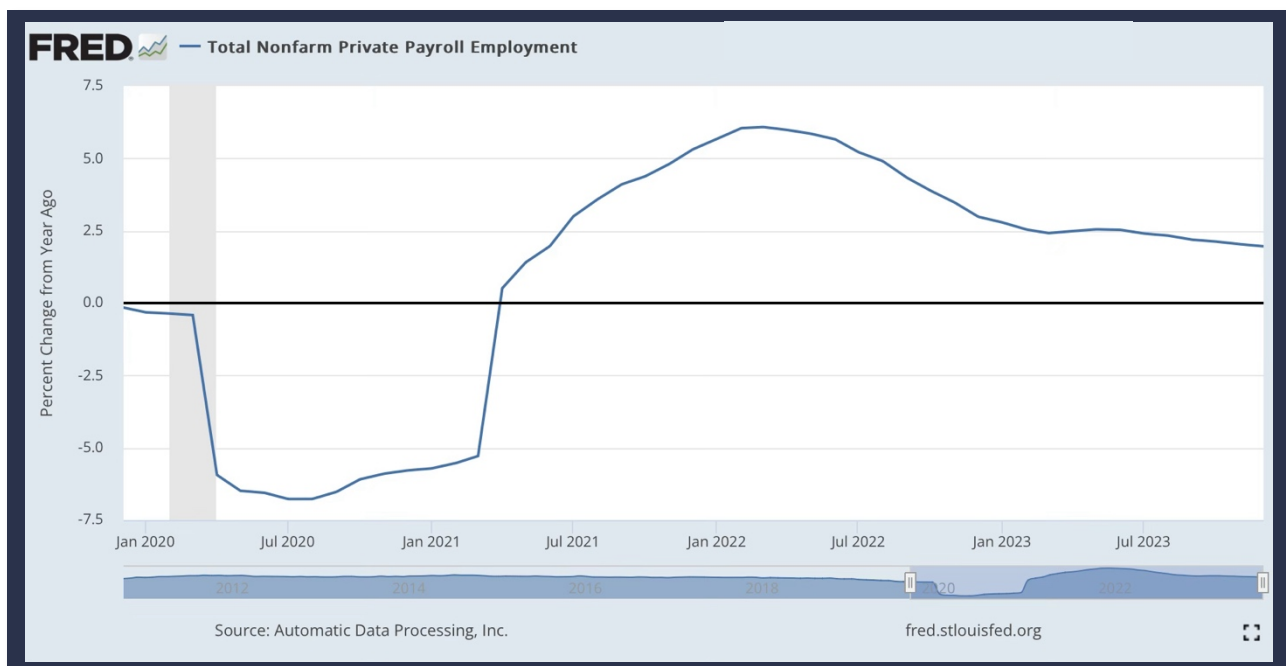 FRED® — Total Nonfarm Private Payroll Employment
Percent Change from Year Ago
7.5
5.0
2.5
0.0
-2.5
-5.0
-7.5
Jan 2020 Jul 2020 Jan 2021 Jul 2021 Jan 2022 Jul 2022 Jan 2023 Jul 2023
2012 2014 2016 2018 2020 2022
Source: Automatic Data Processing, Inc. fred.stlouisfed.org